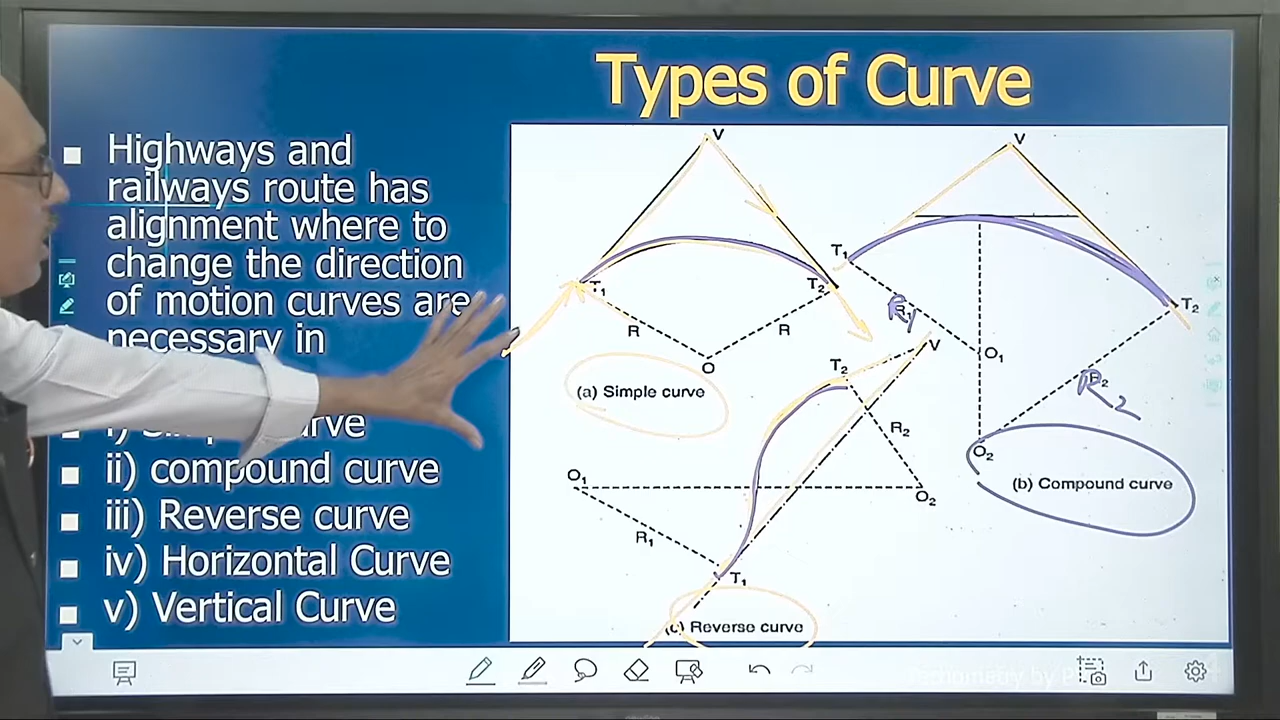 Types of Curve
Highways and
railways route has
alignment where to
change the direction
of motion curves are
necessary in
ii) compound curve
iii) Reverse curve
iv) Horizontal Curve
v) Vertical Curve
V
T1
T2
R
R
O
(a) Simple curve
V
T1
T2
R1
O1
R2
O2
(b) Compound curve
V
T2
R2
O1
O2
R1
T1
(c) Reverse curve